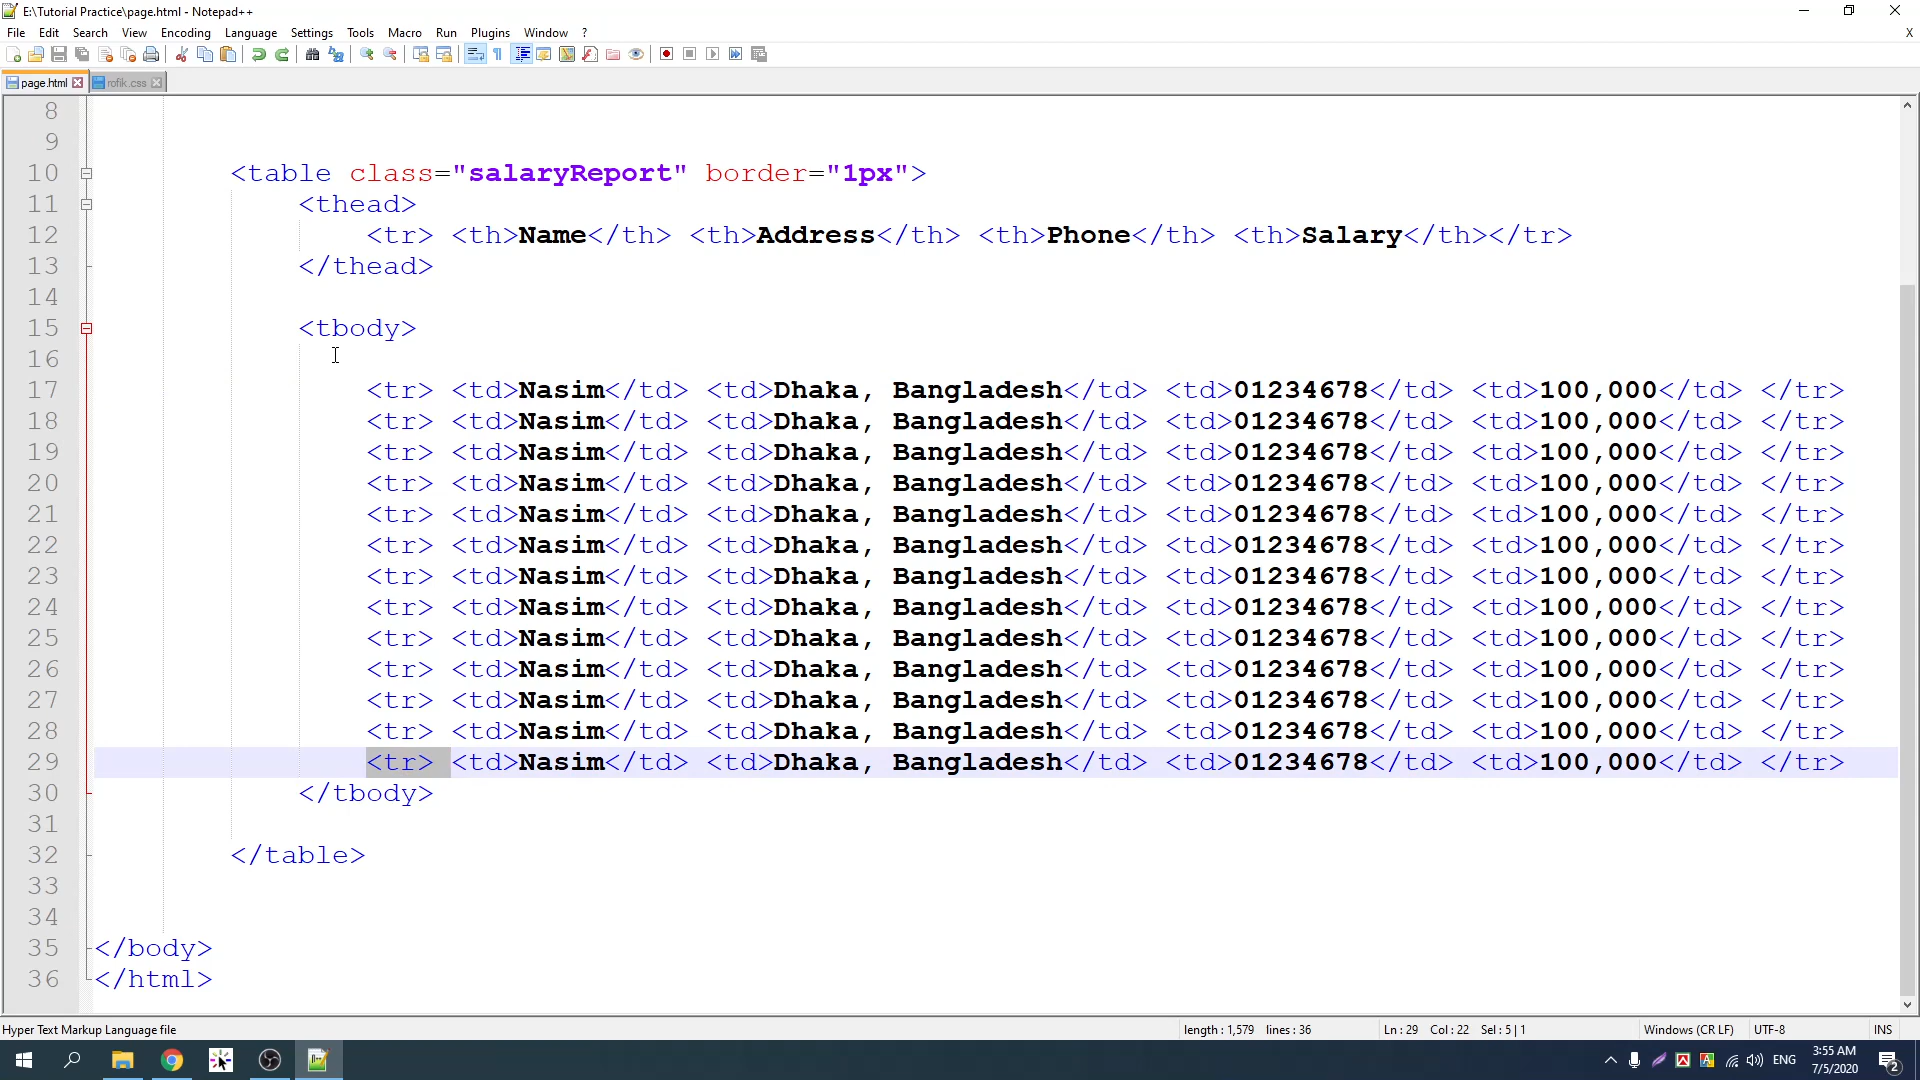 E:\Tutorial Practice\page.html - Notepad++
File Edit Search View Encoding Language Settings Tools Macro Run Plugins Window ? X
page.html rofik.css
8
9
10 <table class="salaryReport" border="1px">
11 <thead>
12 <tr> <th>Name</th> <th>Address</th> <th>Phone</th> <th>Salary</th></tr>
13 </thead>
14
15 <tbody>
16
17 <tr> <td>Nasim</td> <td>Dhaka, Bangladesh</td> <td>01234678</td> <td>100,000</td> </tr>
18 <tr> <td>Nasim</td> <td>Dhaka, Bangladesh</td> <td>01234678</td> <td>100,000</td> </tr>
19 <tr> <td>Nasim</td> <td>Dhaka, Bangladesh</td> <td>01234678</td> <td>100,000</td> </tr>
20 <tr> <td>Nasim</td> <td>Dhaka, Bangladesh</td> <td>01234678</td> <td>100,000</td> </tr>
21 <tr> <td>Nasim</td> <td>Dhaka, Bangladesh</td> <td>01234678</td> <td>100,000</td> </tr>
22 <tr> <td>Nasim</td> <td>Dhaka, Bangladesh</td> <td>01234678</td> <td>100,000</td> </tr>
23 <tr> <td>Nasim</td> <td>Dhaka, Bangladesh</td> <td>01234678</td> <td>100,000</td> </tr>
24 <tr> <td>Nasim</td> <td>Dhaka, Bangladesh</td> <td>01234678</td> <td>100,000</td> </tr>
25 <tr> <td>Nasim</td> <td>Dhaka, Bangladesh</td> <td>01234678</td> <td>100,000</td> </tr>
26 <tr> <td>Nasim</td> <td>Dhaka, Bangladesh</td> <td>01234678</td> <td>100,000</td> </tr>
27 <tr> <td>Nasim</td> <td>Dhaka, Bangladesh</td> <td>01234678</td> <td>100,000</td> </tr>
28 <tr> <td>Nasim</td> <td>Dhaka, Bangladesh</td> <td>01234678</td> <td>100,000</td> </tr>
29 <tr> <td>Nasim</td> <td>Dhaka, Bangladesh</td> <td>01234678</td> <td>100,000</td> </tr>
30 </tbody>
31
32 </table>
33
34
35 </body>
36 </html>
Hyper Text Markup Language file length : 1,579 lines : 36 Ln : 29 Col : 22 Sel : 5 | 1 Windows (CR LF) UTF-8 INS
ENG 3:55 AM 2
7/5/2020